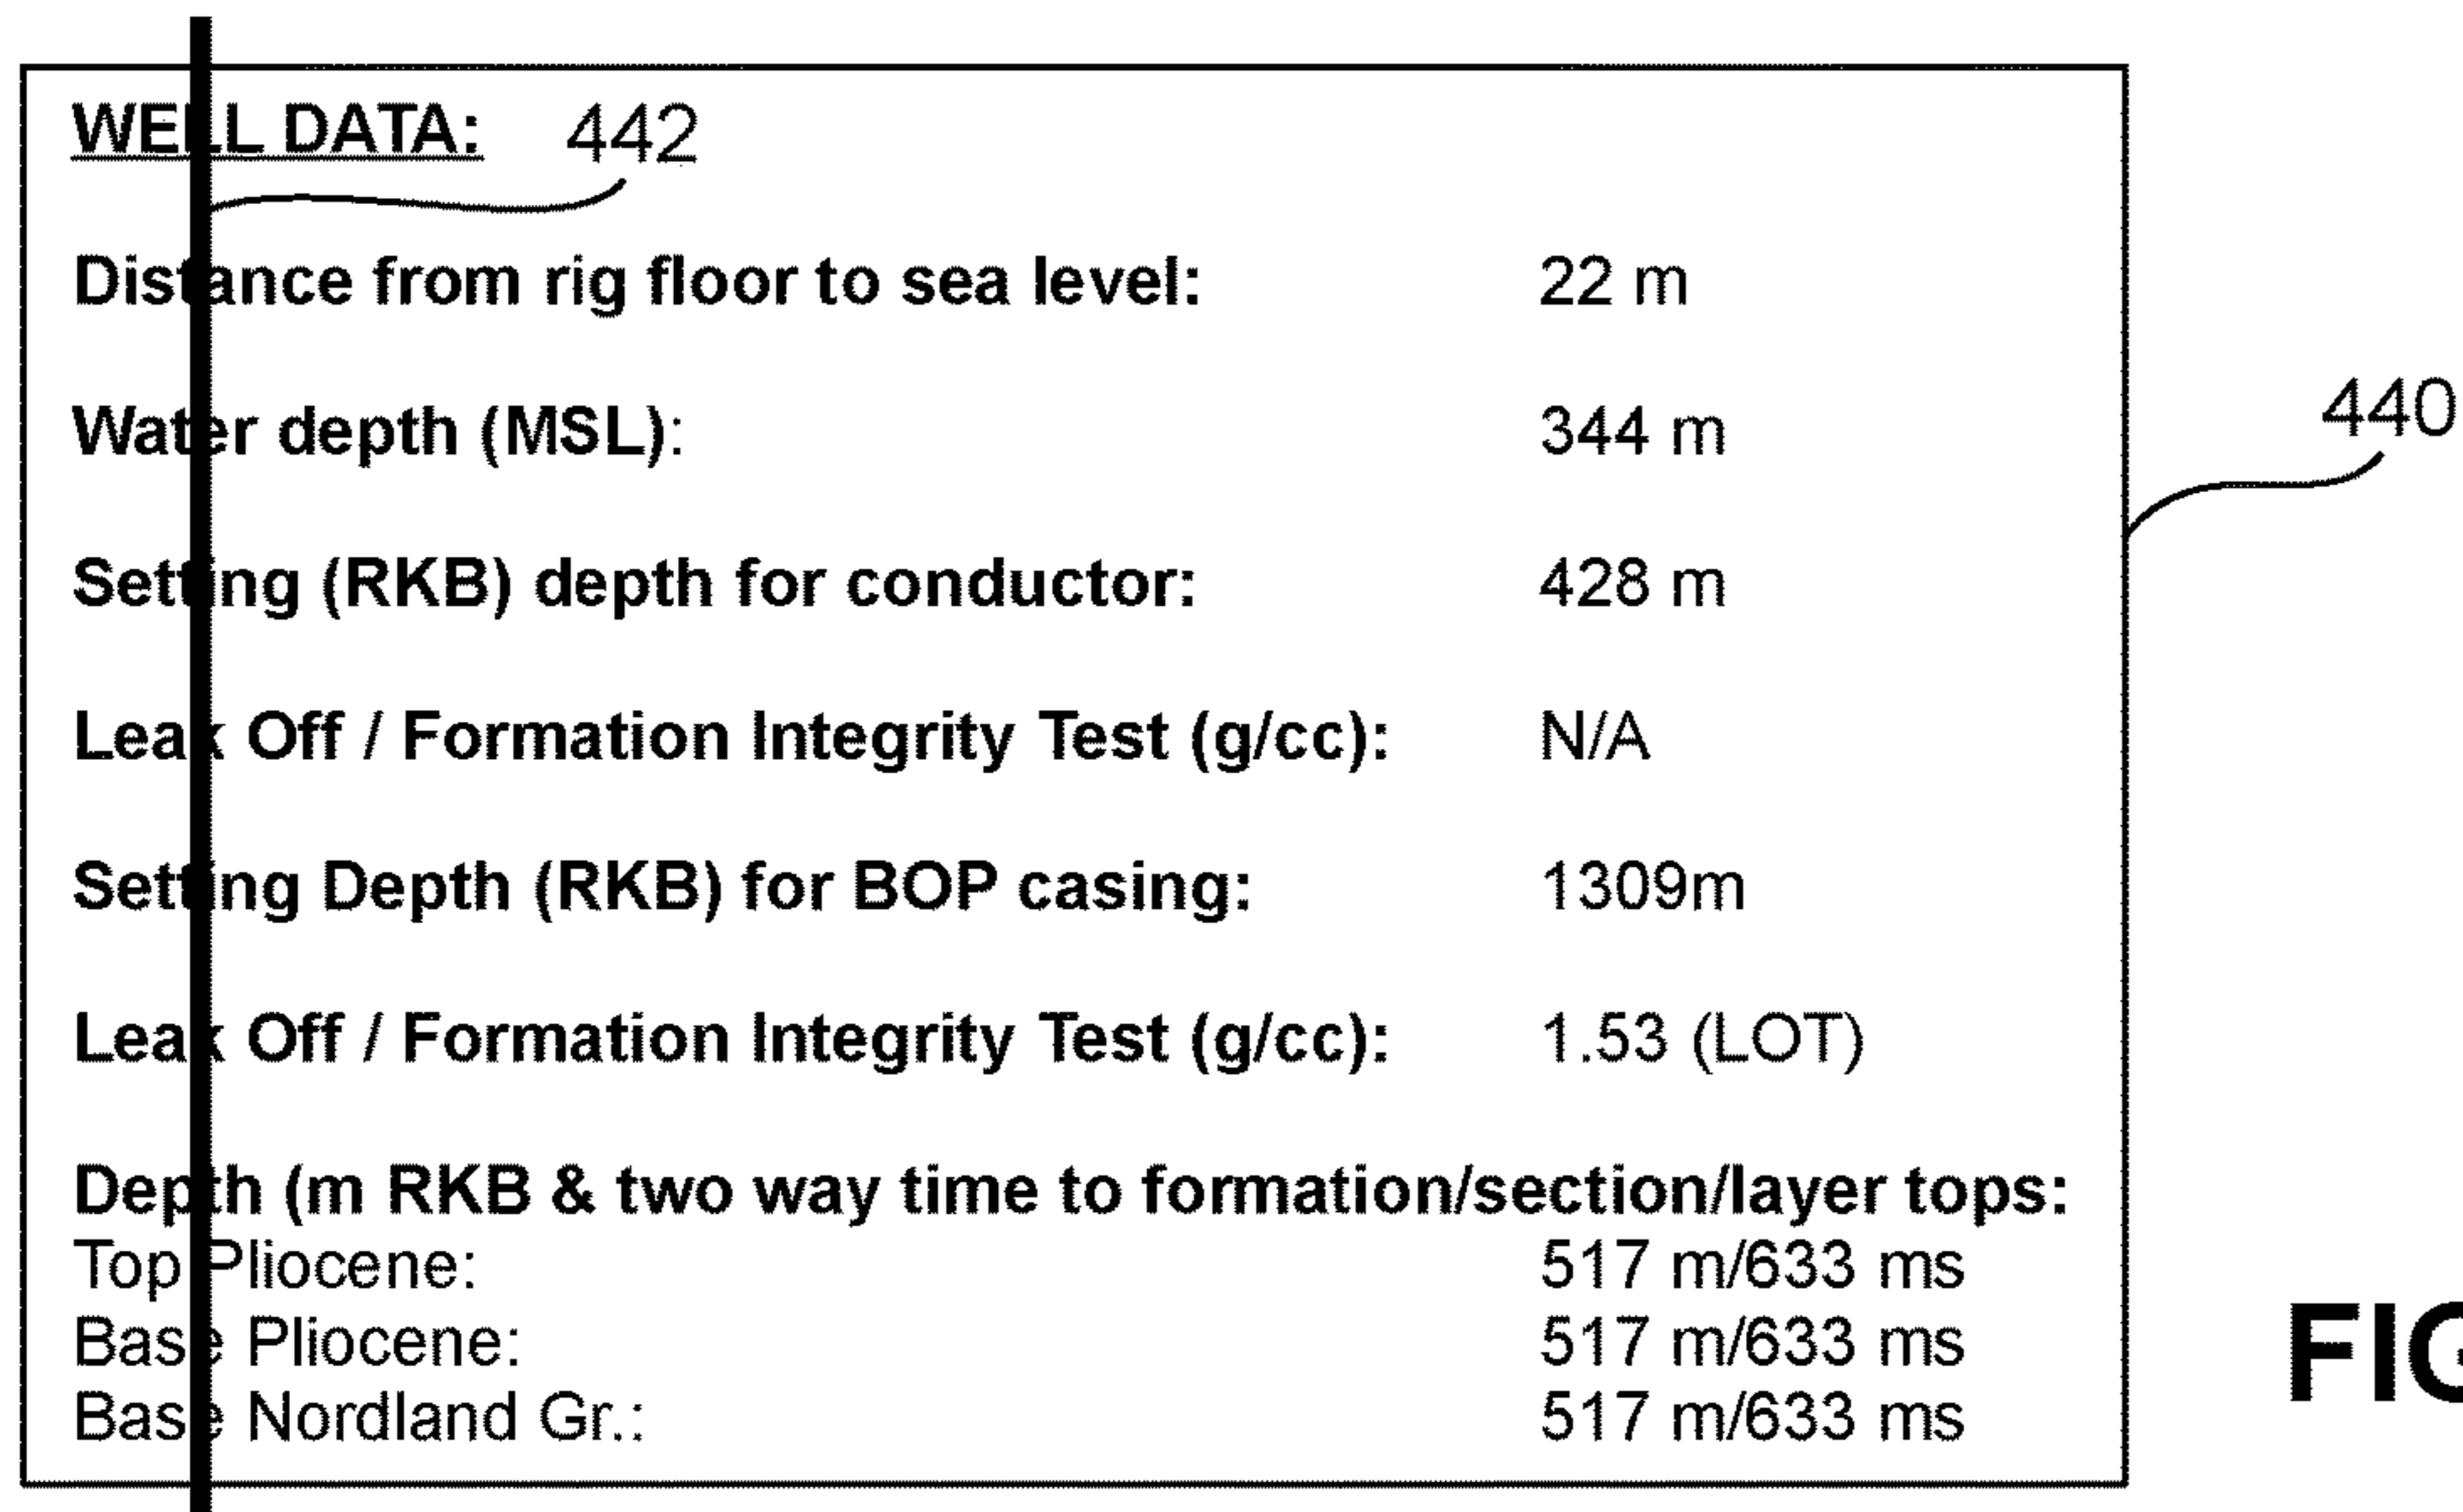 WELL DATA: 442
Distance from rig floor to sea level: 22 m
Water depth (MSL): 344 m
440
Setting (RKB) depth for conductor: 428 m
Leak Off / Formation Integrity Test (g/cc): N/A
Setting Depth (RKB) for BOP casing: 1309m
Leak Off / Formation Integrity Test (g/cc): 1.53 (LOT)
Depth (m RKB & two way time to formation/section/layer tops:
Top Pliocene: 517 m/633 ms
Base Pliocene: 517 m/633 ms
Base Nordland Gr.: 517 m/633 ms